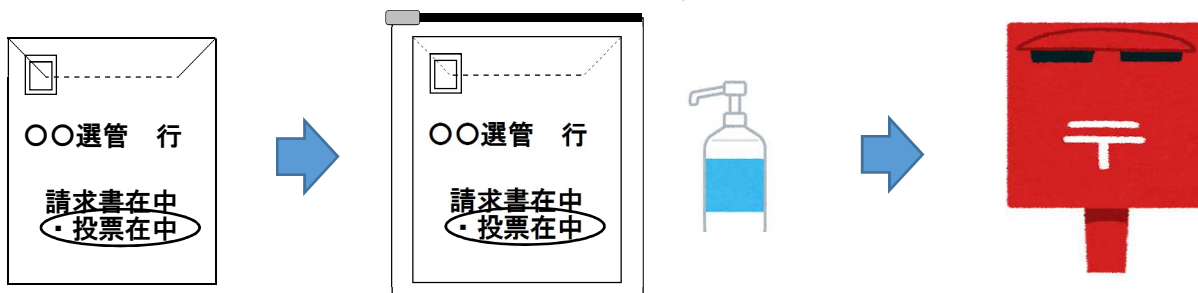 〇〇選管　行
請求書在中
・投票在中
〇〇選管　行
請求書在中
・投票在中
〒